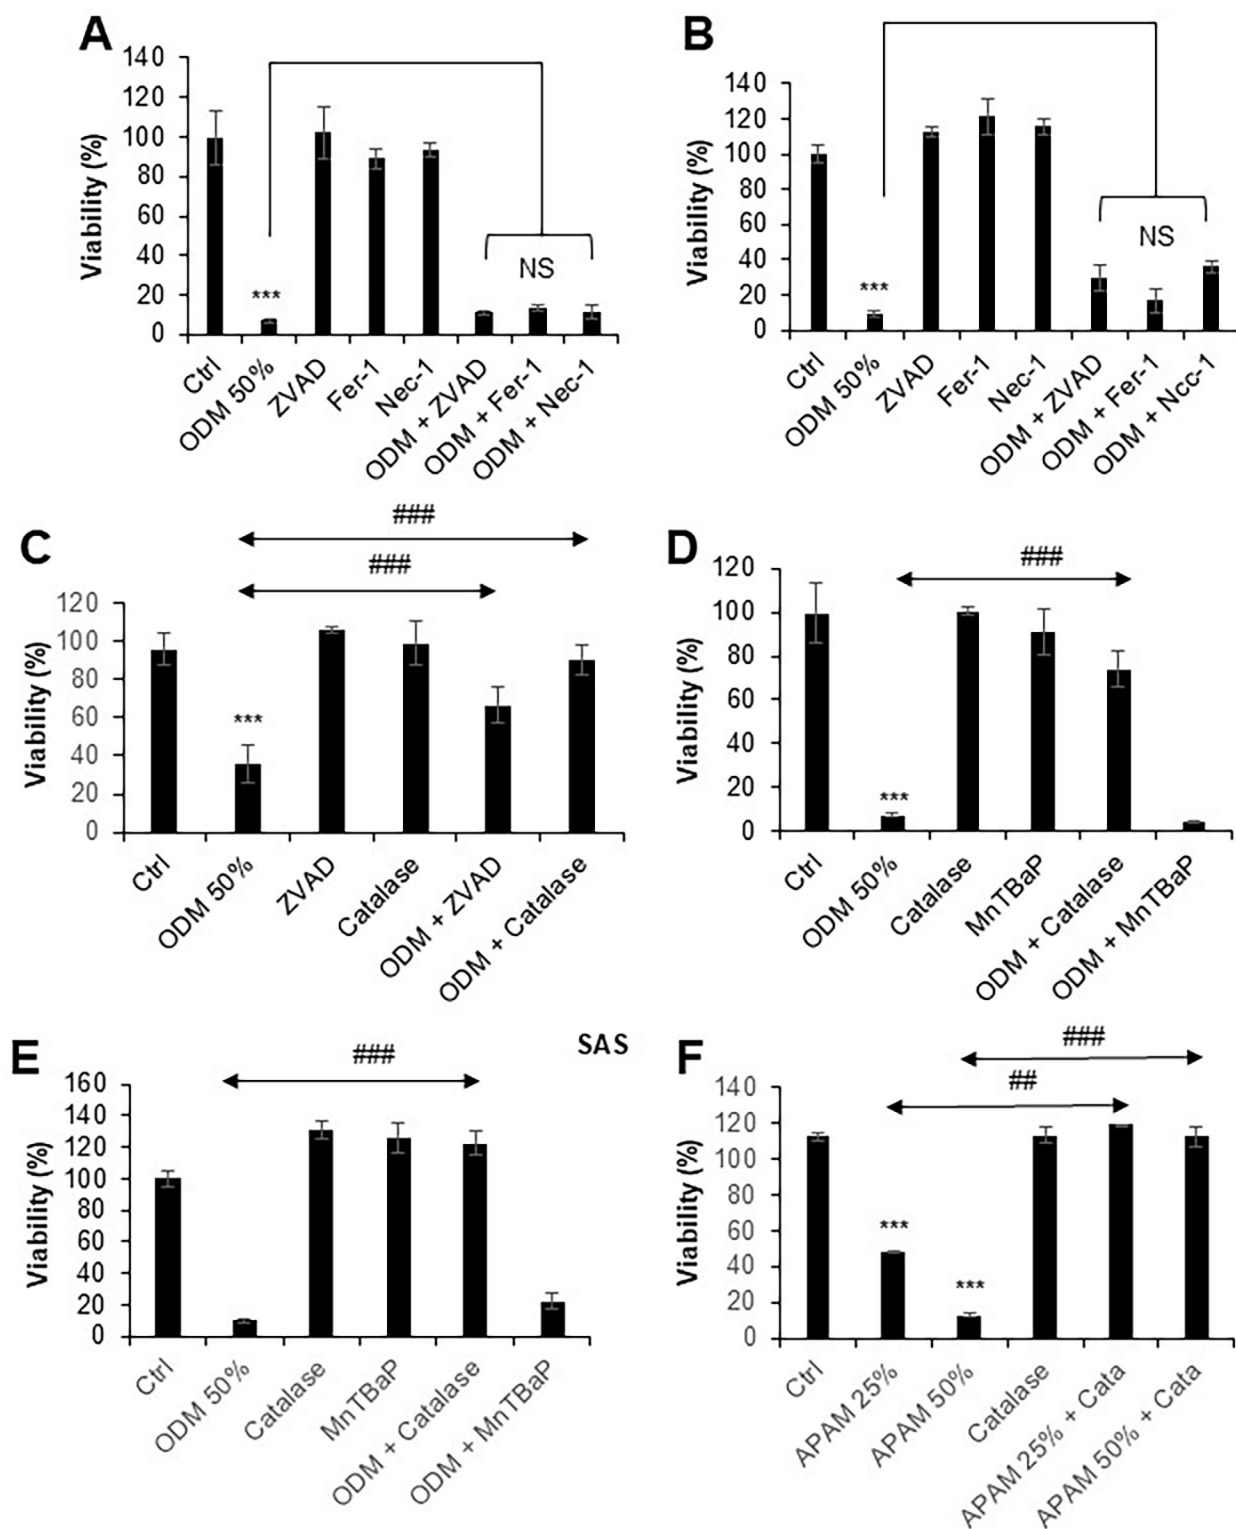 A
Viability (%)
140
120
100
80
60
40
20
0
***
NS
Ctrl
ODM 50%
ZVAD
Fer-1
Nec-1
ODM + ZVAD
ODM + Fer-1
ODM + Nec-1
B
Viability (%)
140
120
100
80
60
40
20
0
***
NS
Ctrl
ODM 50%
ZVAD
Fer-1
Nec-1
ODM + ZVAD
ODM + Fer-1
ODM + Ncc-1
C
###
###
Viability (%)
120
100
80
60
40
20
0
***
Ctrl
ODM 50%
ZVAD
Catalase
ODM + ZVAD
ODM + Catalase
D
###
Viability (%)
120
100
80
60
40
20
0
***
Ctrl
ODM 50%
Catalase
MnTBaP
ODM + Catalase
ODM + MnTBaP
E
###
SAS
Viability (%)
160
140
120
100
80
60
40
20
0
Ctrl
ODM 50%
Catalase
MnTBaP
ODM + Catalase
ODM + MnTBaP
F
###
##
Viability (%)
140
120
100
80
60
40
20
0
***
***
Ctrl
APAM 25%
APAM 50%
Catalase
APAM 25% + Cata
APAM 50% + Cata